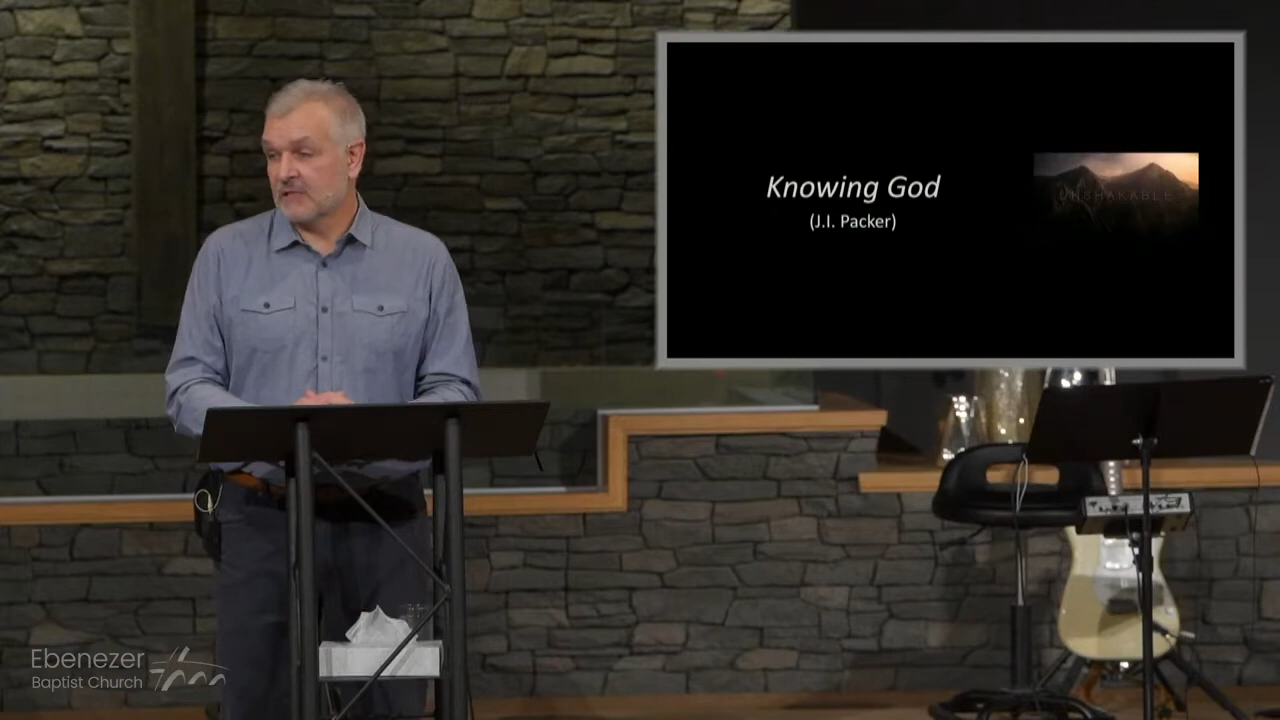 Knowing God
(J.I. Packer)
UNSHAKABLE
Ebenezer
Baptist Church